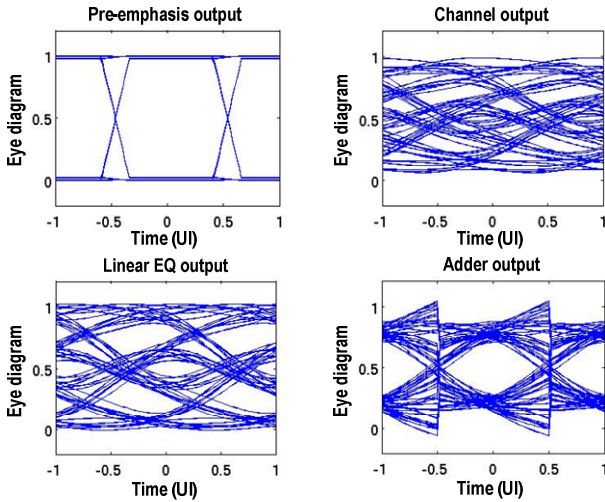 Pre-emphasis output
Eye diagram
1
0.5
0
-1 -0.5 0 0.5 1
Time (UI)
Channel output
Eye diagram
1
0.5
0
-1 -0.5 0 0.5 1
Time (UI)
Linear EQ output
Eye diagram
1
0.5
0
-1 -0.5 0 0.5 1
Time (UI)
Adder output
Eye diagram
1
0.5
0
-1 -0.5 0 0.5 1
Time (UI)